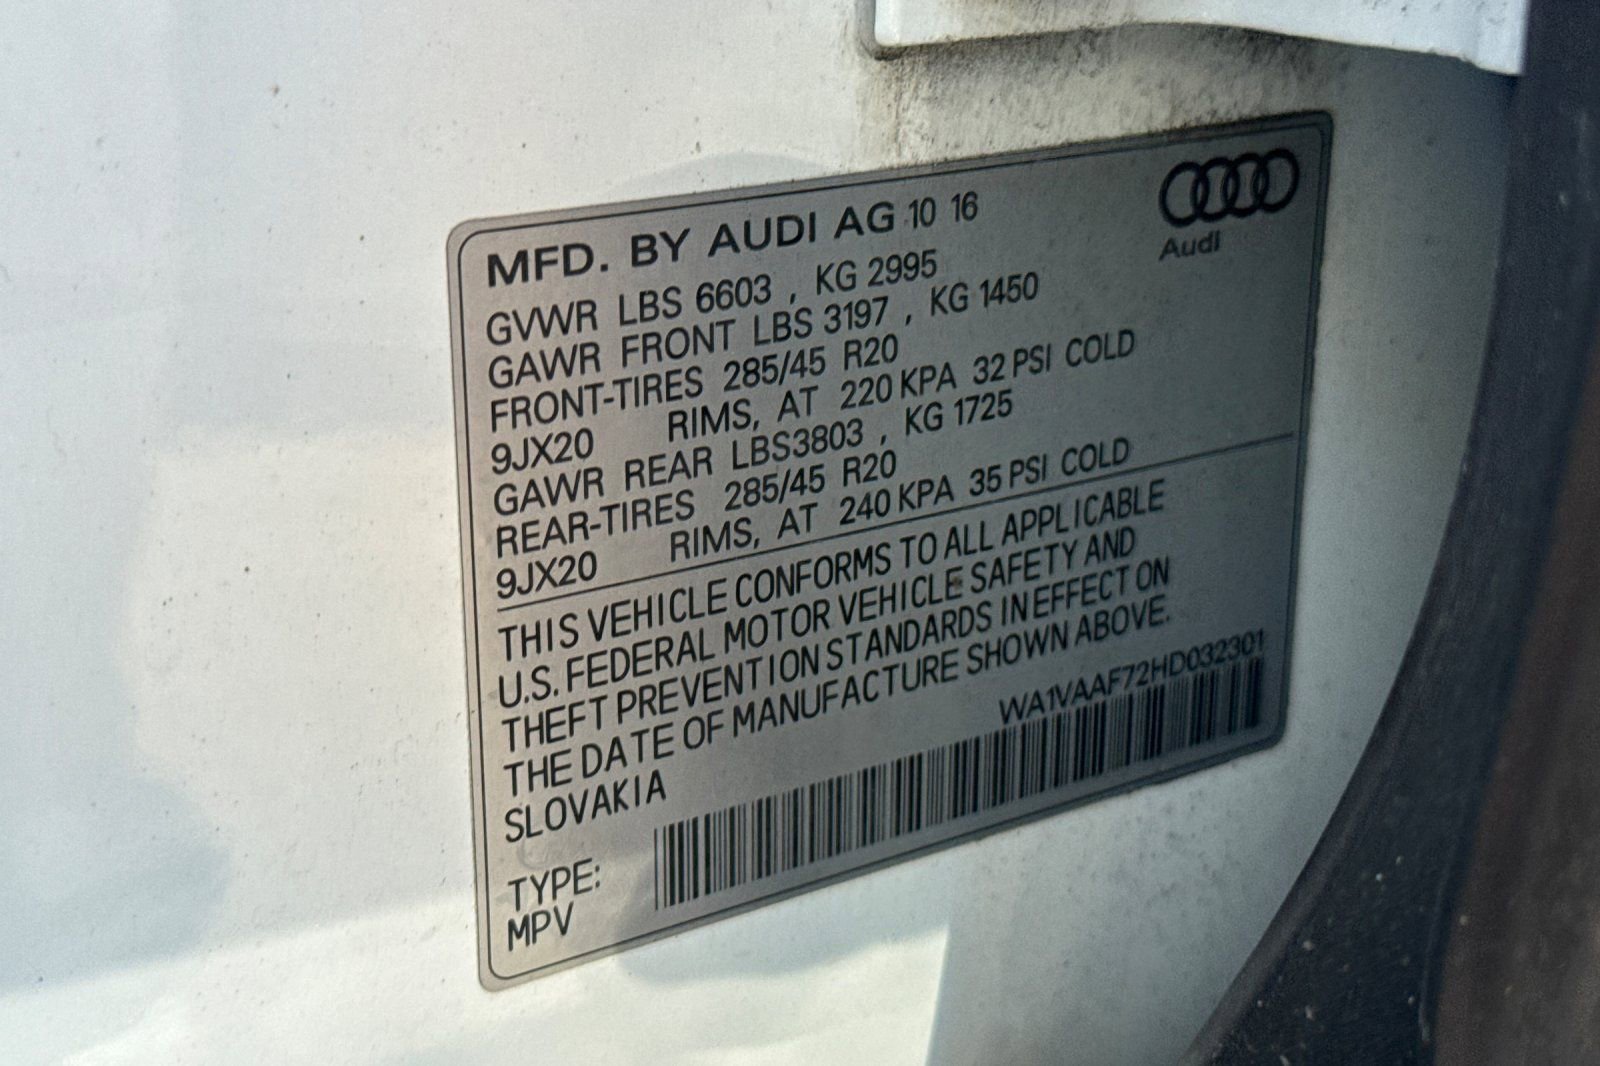 MFD. BY AUDI AG 10 16
Audi
GVWR LBS 6603 , KG 2995
GAWR FRONT LBS 3197 , KG 1450
FRONT-TIRES 285/45 R20
9JX20 RIMS, AT 220 KPA 32 PSI COLD
GAWR REAR LBS3803 , KG 1725
REAR-TIRES 285/45 R20
9JX20 RIMS, AT 240 KPA 35 PSI COLD
THIS VEHICLE CONFORMS TO ALL APPLICABLE
U.S. FEDERAL MOTOR VEHICLE SAFETY AND
THEFT PREVENTION STANDARDS IN EFFECT ON
THE DATE OF MANUFACTURE SHOWN ABOVE.
SLOVAKIA
WA1VAAF72HD032301
TYPE:
MPV